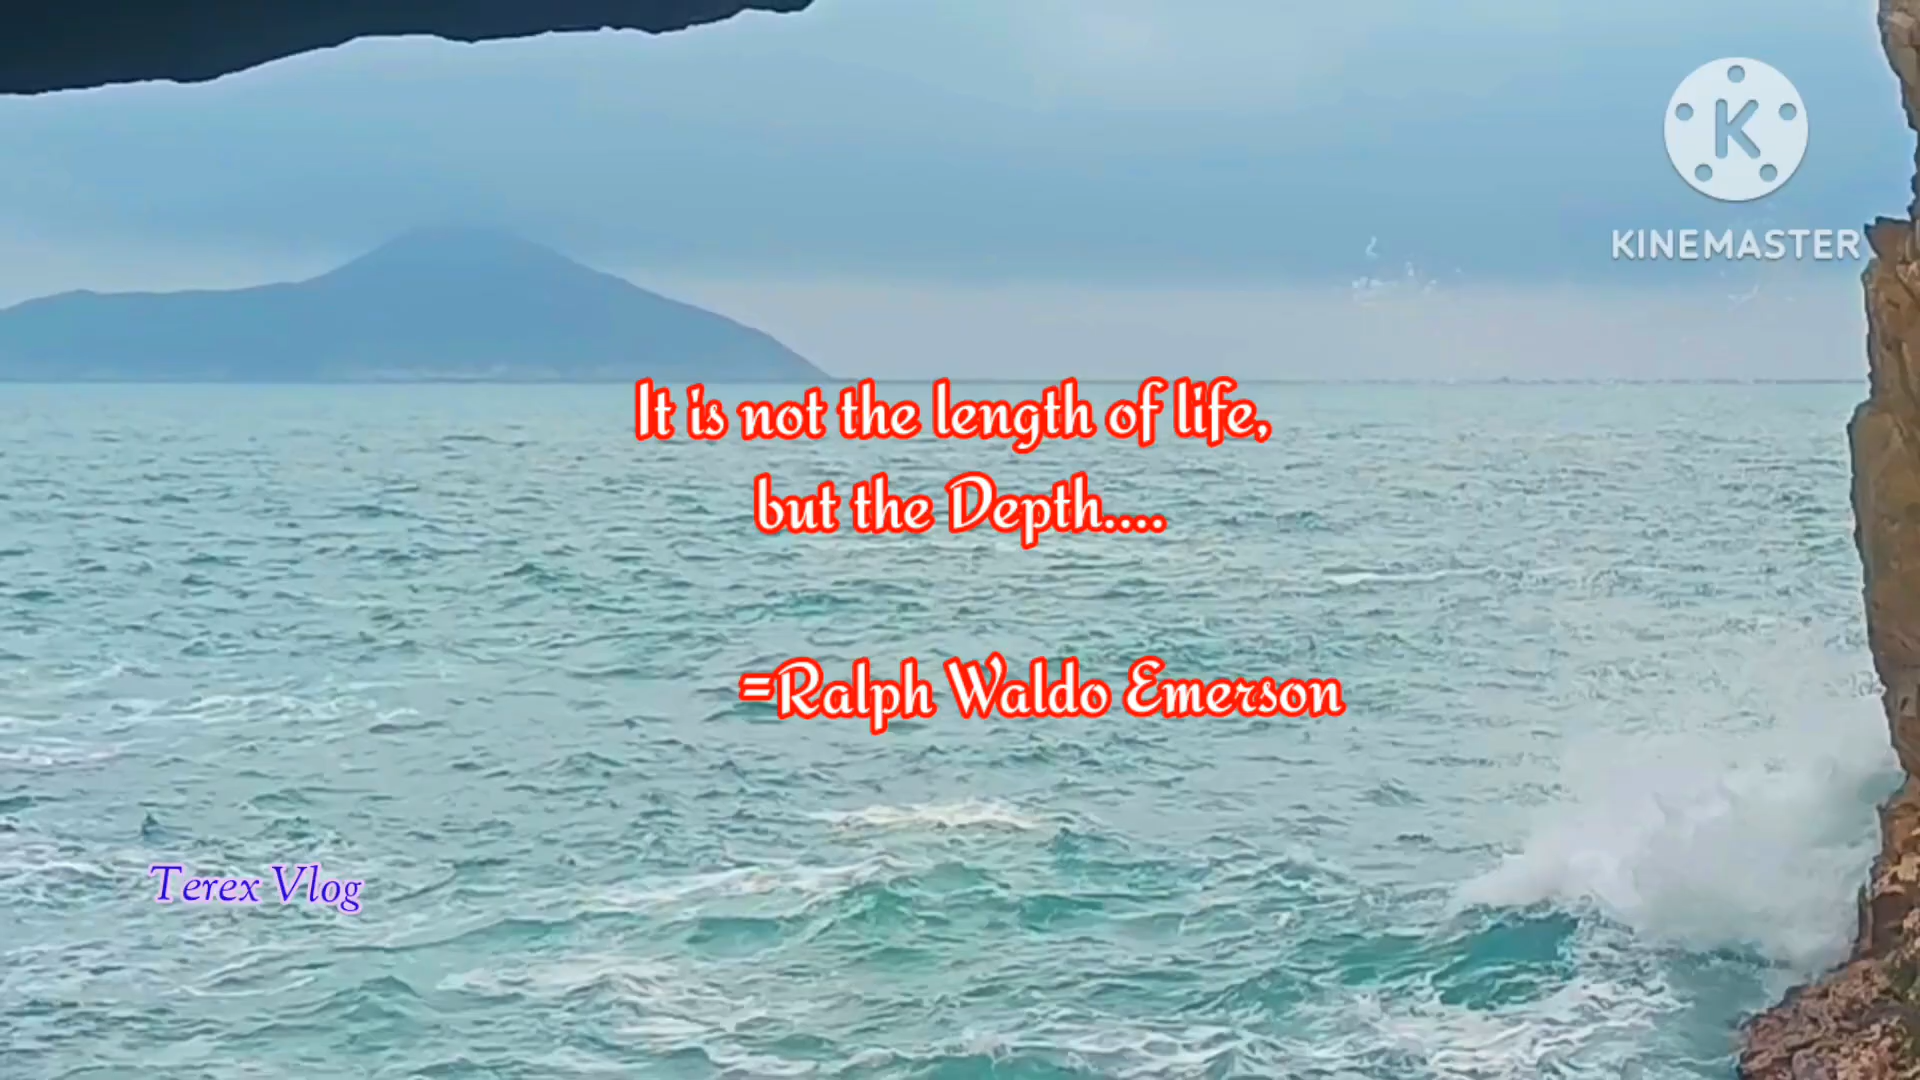 K
KINEMASTER
It is not the length of life,
but the Depth....
=Ralph Waldo Emerson
Terex Vlog